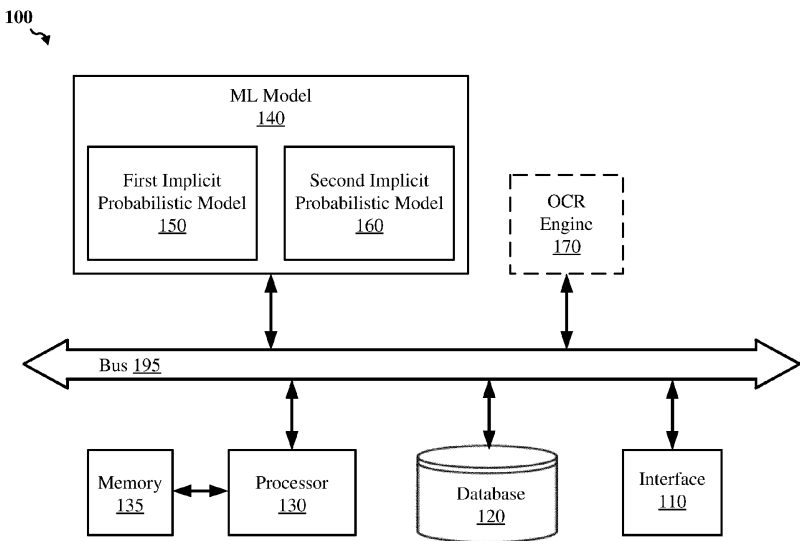 100
ML Model
140
First Implicit
Probabilistic Model
150
Second Implicit
Probabilistic Model
160
OCR
Engine
170
Bus 195
Memory
135
Processor
130
Database
120
Interface
110